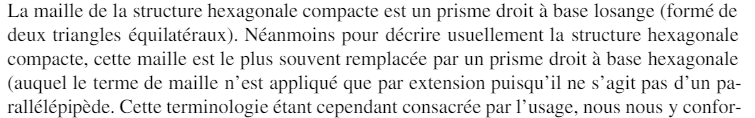 La maille de la structure hexagonale compacte est un prisme droit à base losange (formé de
deux triangles équilatéraux). Néanmoins pour décrire usuellement la structure hexagonale
compacte, cette maille est le plus souvent remplacée par un prisme droit à base hexagonale
(auquel le terme de maille n'est appliqué que par extension puisqu'il ne s'agit pas d'un pa-
rallélépipède. Cette terminologie étant cependant consacrée par l'usage, nous nous y confor-